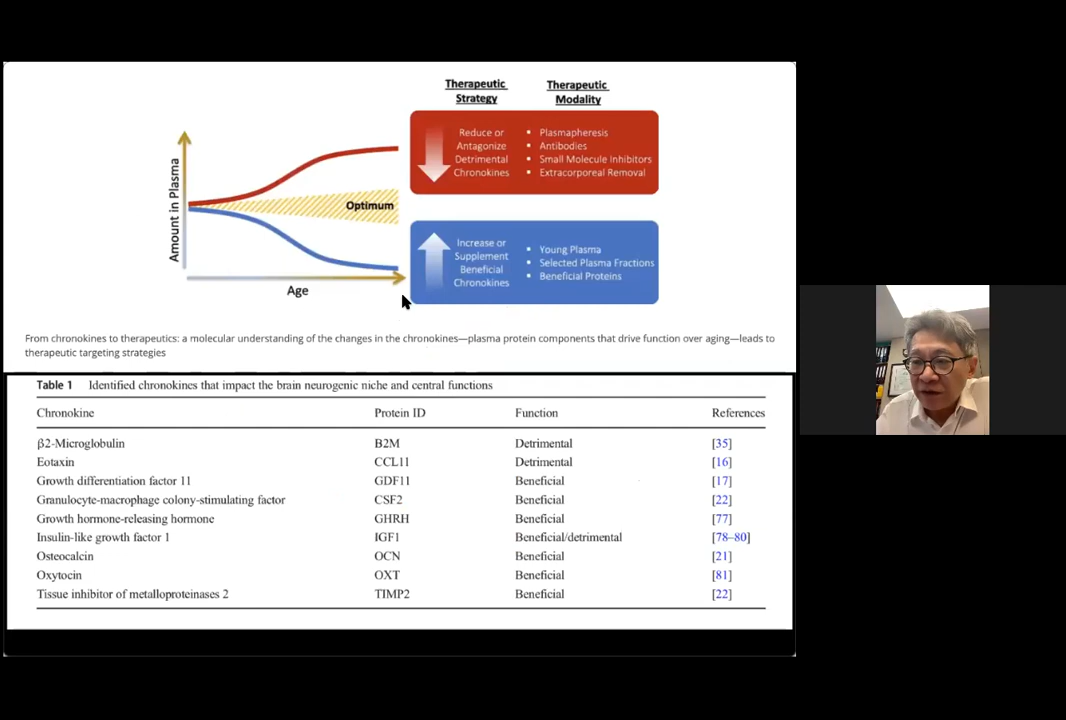 Therapeutic Strategy
Therapeutic Modality
Amount in Plasma
Age
Optimum
Reduce or
Antagonize
Detrimental
Chronokines
▪ Plasmapheresis
▪ Antibodies
▪ Small Molecule Inhibitors
▪ Extracorporeal Removal
Increase or
Supplement
Beneficial
Chronokines
▪ Young Plasma
▪ Selected Plasma Fractions
▪ Beneficial Proteins
From chronokines to therapeutics: a molecular understanding of the changes in the chronokines—plasma protein components that drive function over aging—leads to
therapeutic targeting strategies
Table 1 Identified chronokines that impact the brain neurogenic niche and central functions
Chronokine Protein ID Function References
β2-Microglobulin B2M Detrimental [35]
Eotaxin CCL11 Detrimental [16]
Growth differentiation factor 11 GDF11 Beneficial [17]
Granulocyte-macrophage colony-stimulating factor CSF2 Beneficial [22]
Growth hormone-releasing hormone GHRH Beneficial [77]
Insulin-like growth factor 1 IGF1 Beneficial/detrimental [78–80]
Osteocalcin OCN Beneficial [21]
Oxytocin OXT Beneficial [81]
Tissue inhibitor of metalloproteinases 2 TIMP2 Beneficial [22]